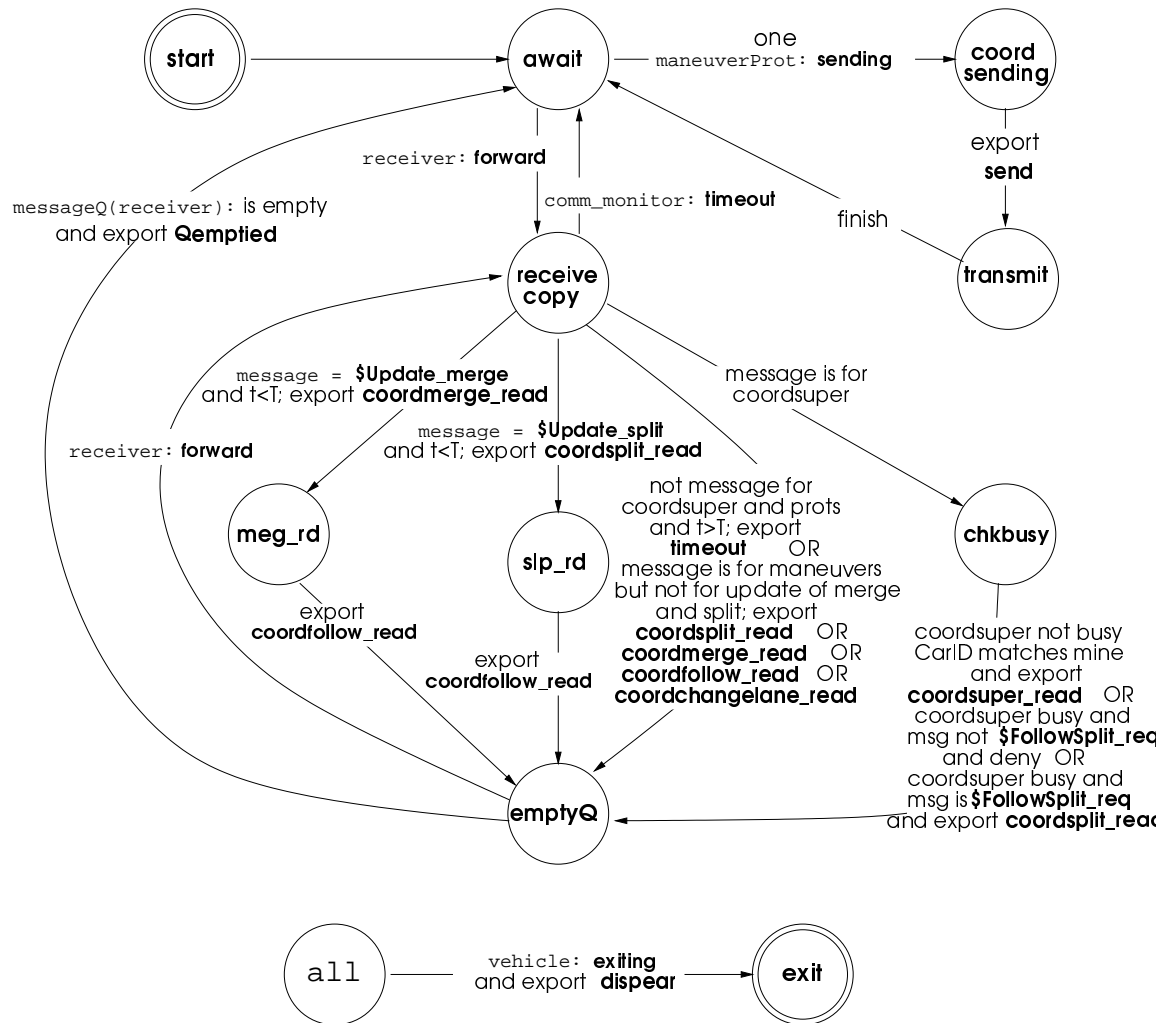 start
await
one
maneuverProt: sending
coord
sending
export
send
receiver: forward
comm_monitor: timeout
finish
messageQ(receiver): is empty
and export Qemptied
receive
copy
transmit
message = $Update_merge
and t<T; export coordmerge_read
message is for
coordsuper
message = $Update_split
and t<T; export coordsplit_read
receiver: forward
not message for
coordsuper and prots
and t>T; export
timeout OR
message is for maneuvers
but not for update of merge
and split; export
coordsplit_read OR
coordmerge_read OR
coordfollow_read OR
coordchangelane_read
meg_rd
slp_rd
chkbusy
export
coordfollow_read
export
coordfollow_read
coordsuper not busy
CarID matches mine
and export
coordsuper_read OR
coordsuper busy and
msg not $FollowSplit_req
and deny OR
coordsuper busy and
msg is $FollowSplit_req
and export coordsplit_read
emptyQ
all
vehicle: exiting
and export dispear
exit